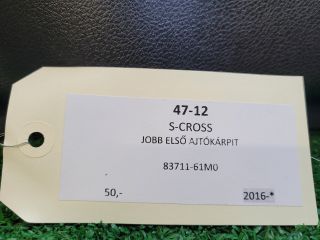 47-12
S-CROSS
JOBB ELSŐ AJTÓKÁRPIT
83711-61M0
50,- 2016-*